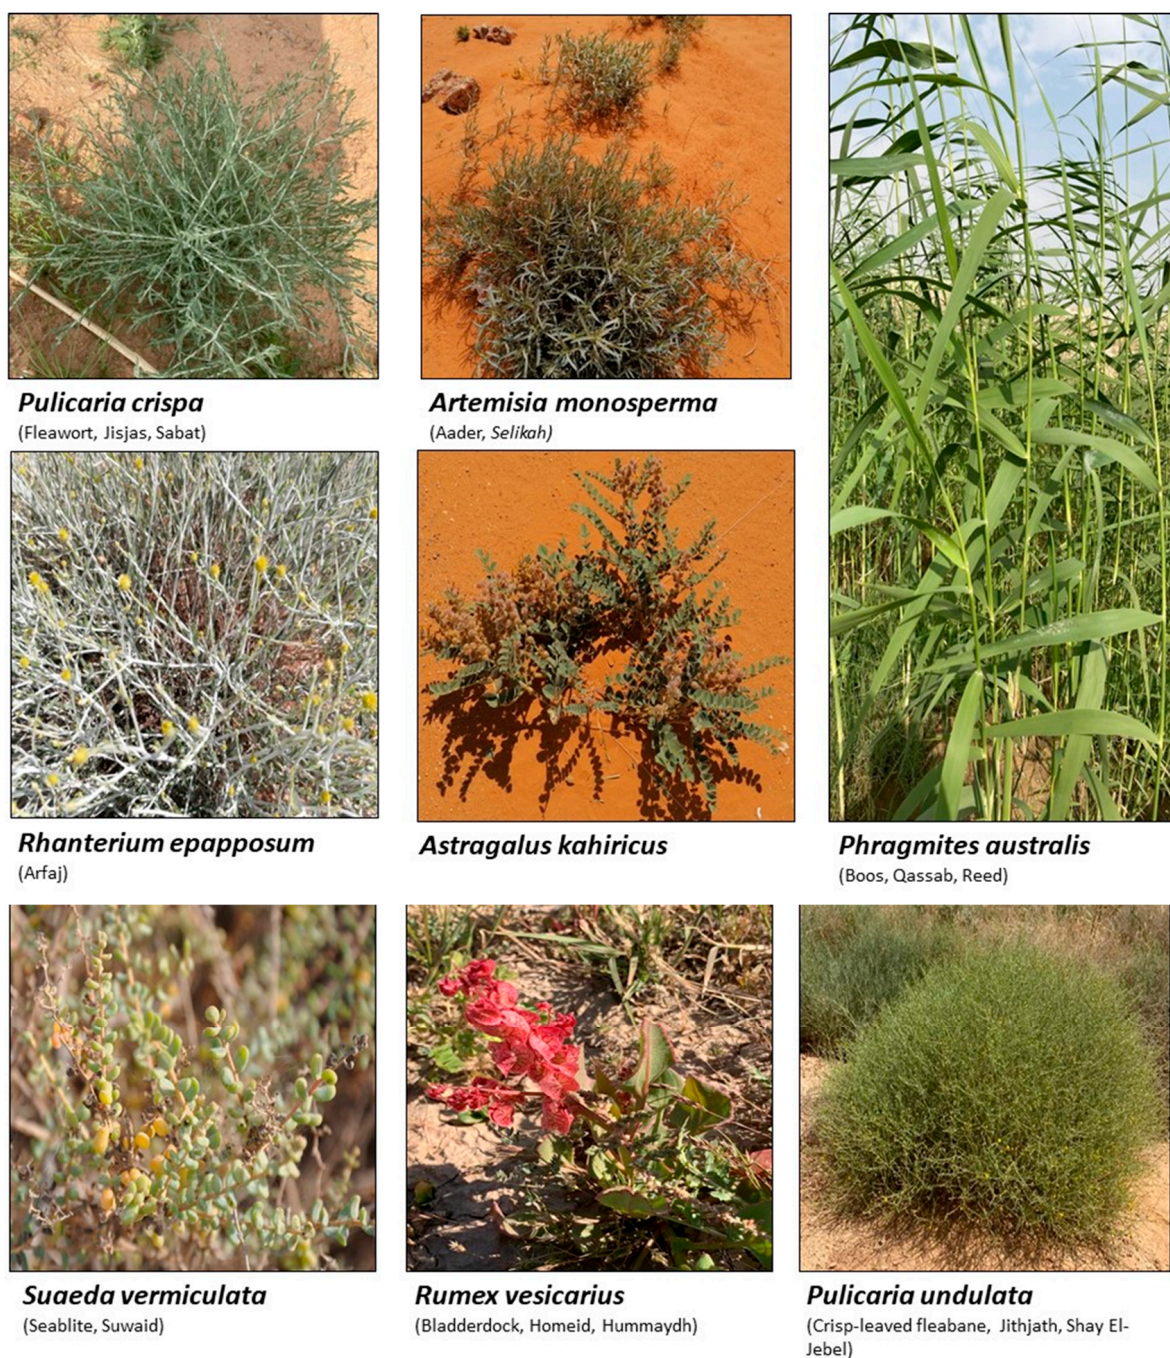 Pulicaria crispa
(Fleawort, Jisjas, Sabat)
Artemisia monosperma
(Aader, Selikah)
Rhanterium epapposum
(Arfaj)
Astragalus kahiricus
Phragmites australis
(Boos, Qassab, Reed)
Suaeda vermiculata
(Seablite, Suwaid)
Rumex vesicarius
(Bladderdock, Homeid, Hummaydh)
Pulicaria undulata
(Crisp-leaved fleabane, Jithjath, Shay El-
Jebel)